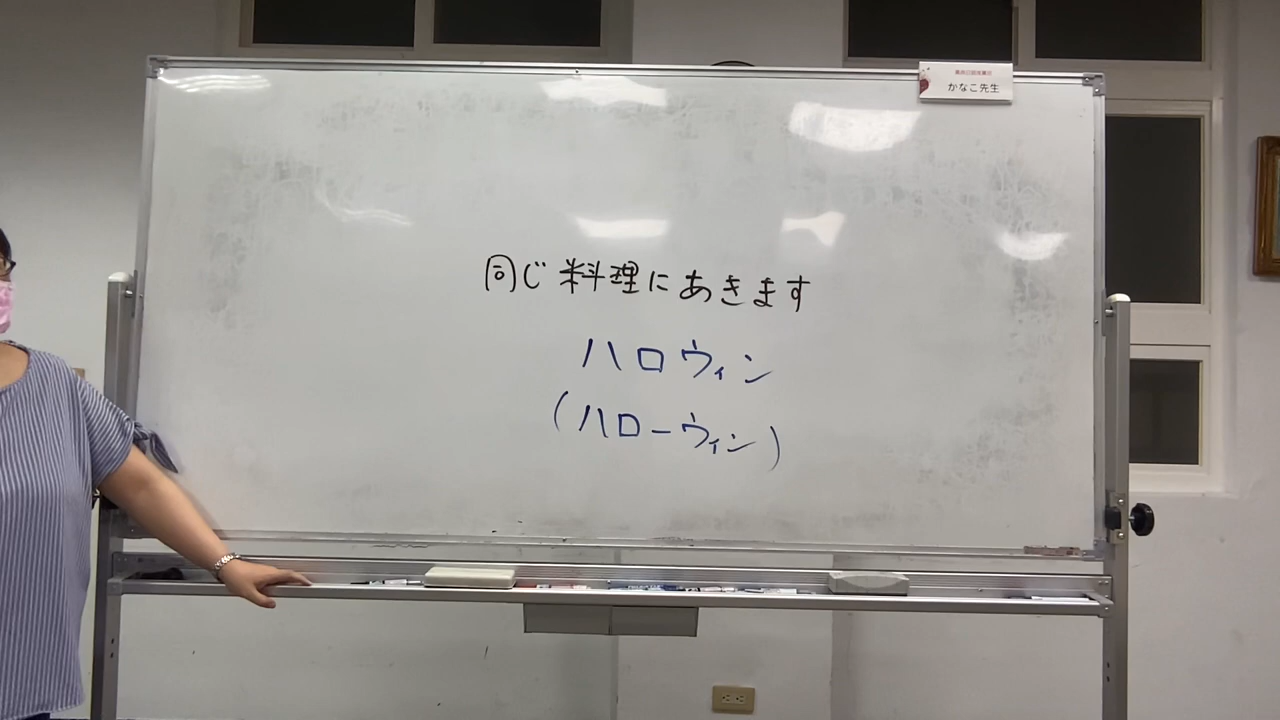 かなこ先生
同じ料理にあきます
ハロウィン
(ハローウィン)